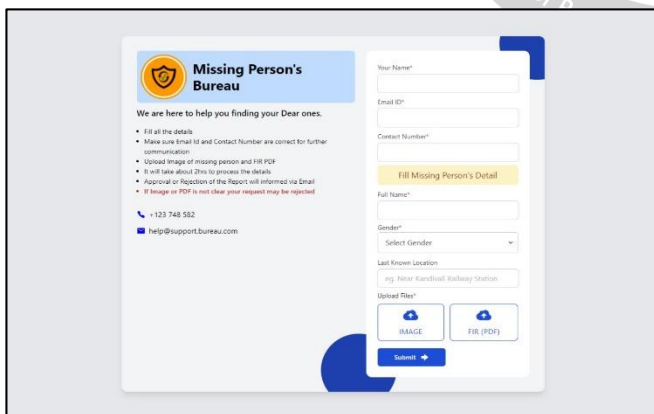 Missing Person's
Bureau
We are here to help you finding your Dear ones.
• Fill all the details
• Make sure Email Id and Contact Number are correct for further
communication
• Upload Image of missing person and FIR PDF
• It will take about 2hrs to process the details
• Approval or Rejection of the Report will informed via Email
• If Image or PDF is not clear your request may be rejected
+123 748 582
help@support.bureau.com
Your Name*
Email ID*
Contact Number*
Fill Missing Person's Detail
Full Name*
Gender*
Select Gender
Last Known Location
eg. Near Kandivali Railway Station
Upload Files*
IMAGE
FIR (PDF)
Submit